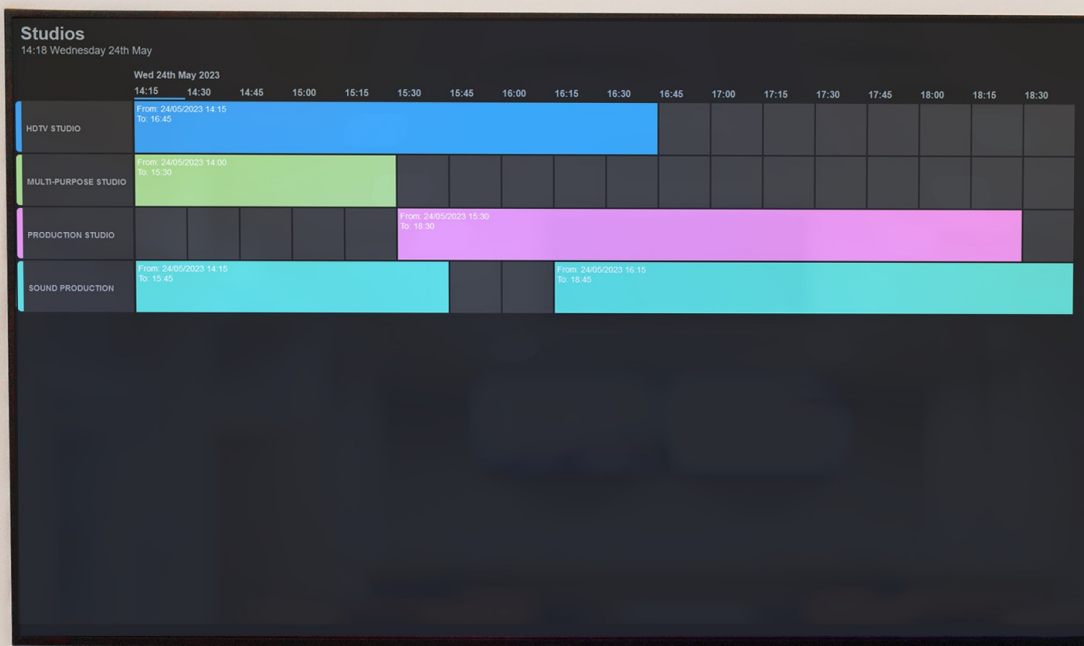 Studios
14:18 Wednesday 24th May
Wed 24th May 2023
14:15 14:30 14:45 15:00 15:15 15:30 15:45 16:00 16:15 16:30 16:45 17:00 17:15 17:30 17:45 18:00 18:15 18:30
HDTV STUDIO
From: 24/05/2023 14:15
To: 16:45
MULTI-PURPOSE STUDIO
From: 24/05/2023 14:00
To: 15:30
PRODUCTION STUDIO
From: 24/05/2023 15:30
To: 18:30
SOUND PRODUCTION
From: 24/05/2023 14:15
To: 15:45
From: 24/05/2023 16:15
To: 18:45